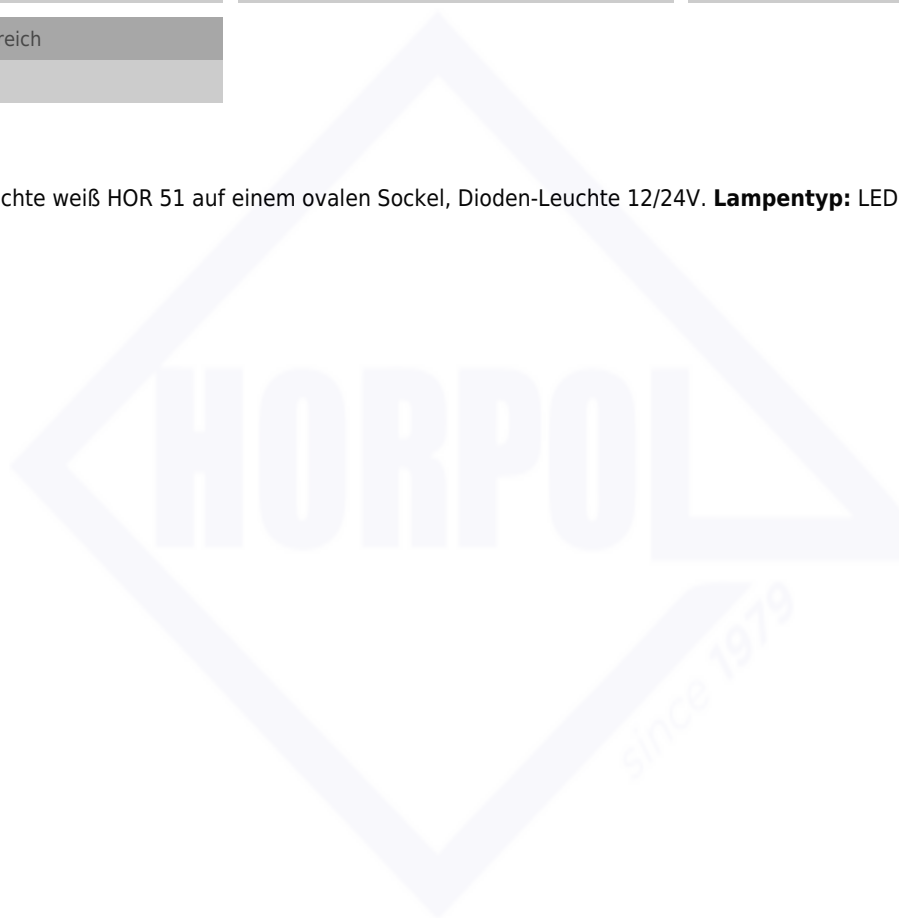 reich
chte weiß HOR 51 auf einem ovalen Sockel, Dioden-Leuchte 12/24V. Lampentyp: LED
HORPOL
since 1979